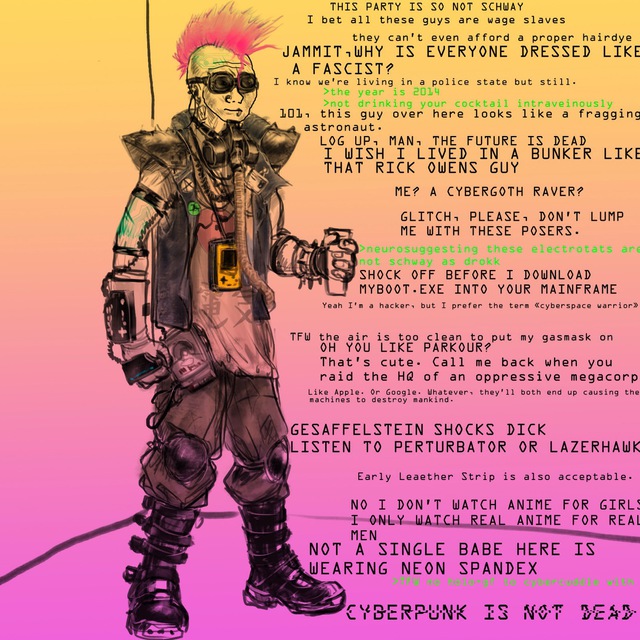 THIS PARTY IS SO NOT SCHWAY
I bet all these guys are wage slaves
they can't even afford a proper hairdye
JAMMIT,WHY IS EVERYONE DRESSED LIKE
A FASCIST?
I know we're living in a police state but still.
>the year is 2014
>not drinking your cocktail intraveinously
101, this guy over here looks like a fragging
astronaut.
LOG UP, MAN, THE FUTURE IS DEAD
I WISH I LIVED IN A BUNKER LIKE
THAT RICK OWENS GUY
ME? A CYBERGOTH RAVER?
GLITCH, PLEASE, DON'T LUMP
ME WITH THESE POSERS.
>neurosuggesting these electrotats are
not schway as drokk
SHOCK OFF BEFORE I DOWNLOAD
MYBOOT.EXE INTO YOUR MAINFRAME
Yeah I'm a hacker, but I prefer the term «cyberspace warrior»
TFW the air is too clean to put my gasmask on
OH YOU LIKE PARKOUR?
That's cute. Call me back when you
raid the HQ of an oppressive megacorp
Like Apple. Or Google. Whatever, they'll both end up causing the
machines to destroy mankind.
GESAFFELSTEIN SHOCKS DICK
LISTEN TO PERTURBATOR OR LAZERHAWK
Early Leaether Strip is also acceptable.
NO I DON'T WATCH ANIME FOR GIRLS
I ONLY WATCH REAL ANIME FOR REAL
MEN
NOT A SINGLE BABE HERE IS
WEARING NEON SPANDEX
CYBERPUNK IS NOT DEAD